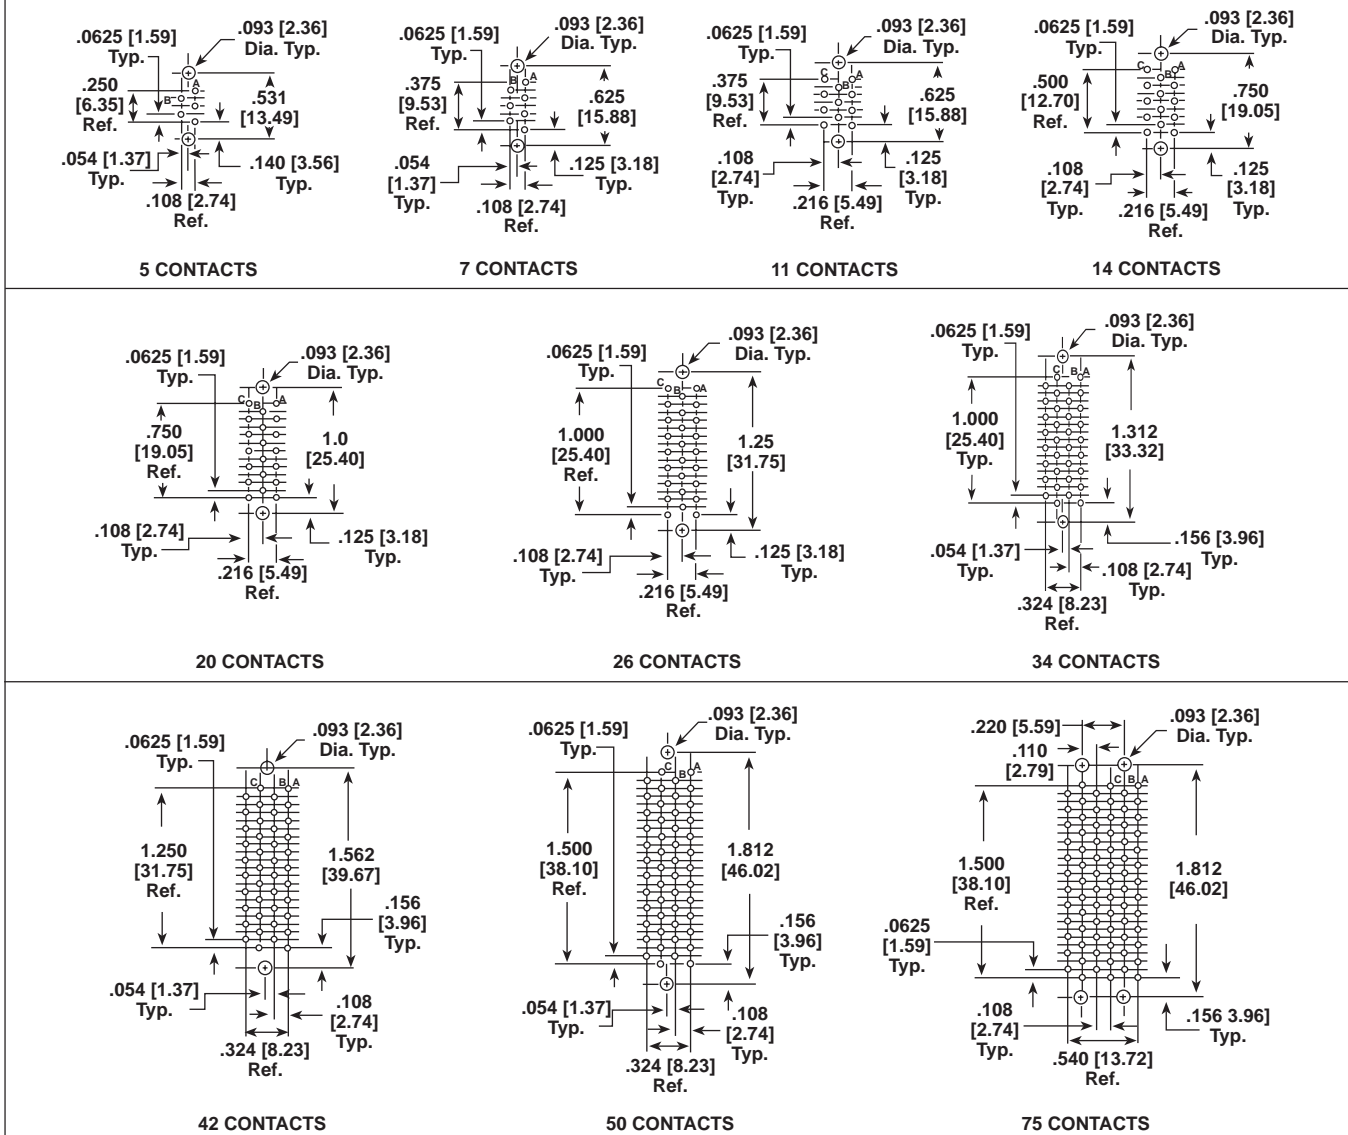 .0625 [1.59]
Typ.
.093 [2.36]
Dia. Typ.
A
B
.250
[6.35]
Ref.
.531
[13.49]
.054 [1.37]
Typ.
.140 [3.56]
Typ.
.108 [2.74]
Ref.
5 CONTACTS
.0625 [1.59]
Typ.
.093 [2.36]
Dia. Typ.
B
A
.375
[9.53]
Ref.
.625
[15.88]
.054
[1.37]
Typ.
.125 [3.18]
Typ.
.108 [2.74]
Ref.
7 CONTACTS
.0625 [1.59]
Typ.
.093 [2.36]
Dia. Typ.
C
B
A
.375
[9.53]
Ref.
.625
[15.88]
.108
[2.74]
Typ.
.125
[3.18]
Typ.
.216 [5.49]
Ref.
11 CONTACTS
.0625 [1.59]
Typ.
.093 [2.36]
Dia. Typ.
C
B
A
.500
[12.70]
Ref.
.750
[19.05]
.108
[2.74]
Typ.
.125
[3.18]
Typ.
.216 [5.49]
Ref.
14 CONTACTS
.0625 [1.59]
Typ.
.093 [2.36]
Dia. Typ.
C
B
A
.750
[19.05]
Ref.
1.0
[25.40]
.108 [2.74]
Typ.
.125 [3.18]
Typ.
.216 [5.49]
Ref.
20 CONTACTS
.0625 [1.59]
Typ.
.093 [2.36]
Dia. Typ.
C
B
A
1.000
[25.40]
Ref.
1.25
[31.75]
.108 [2.74]
Typ.
.125 [3.18]
Typ.
.216 [5.49]
Ref.
26 CONTACTS
.0625 [1.59]
Typ.
.093 [2.36]
Dia. Typ.
C
B
A
1.000
[25.40]
Typ.
1.312
[33.32]
.054 [1.37]
Typ.
.156 [3.96]
Typ.
.108 [2.74]
Typ.
.324 [8.23]
Ref.
34 CONTACTS
.0625 [1.59]
Typ.
.093 [2.36]
Dia. Typ.
C
B
A
1.250
[31.75]
Ref.
1.562
[39.67]
.156
[3.96]
Typ.
.054 [1.37]
Typ.
.108
[2.74]
Typ.
.324 [8.23]
Ref.
42 CONTACTS
.0625 [1.59]
Typ.
.093 [2.36]
Dia. Typ.
C
B
A
1.500
[38.10]
Ref.
1.812
[46.02]
.156
[3.96]
Typ.
.054 [1.37]
Typ.
.108
[2.74]
Typ.
.324 [8.23]
Ref.
50 CONTACTS
.220 [5.59]
.110
[2.79]
.093 [2.36]
Dia. Typ.
C
B
A
1.500
[38.10]
Ref.
1.812
[46.02]
.0625
[1.59]
Typ.
.108
[2.74]
Typ.
.156 3.96]
Typ.
.540 [13.72]
Ref.
75 CONTACTS